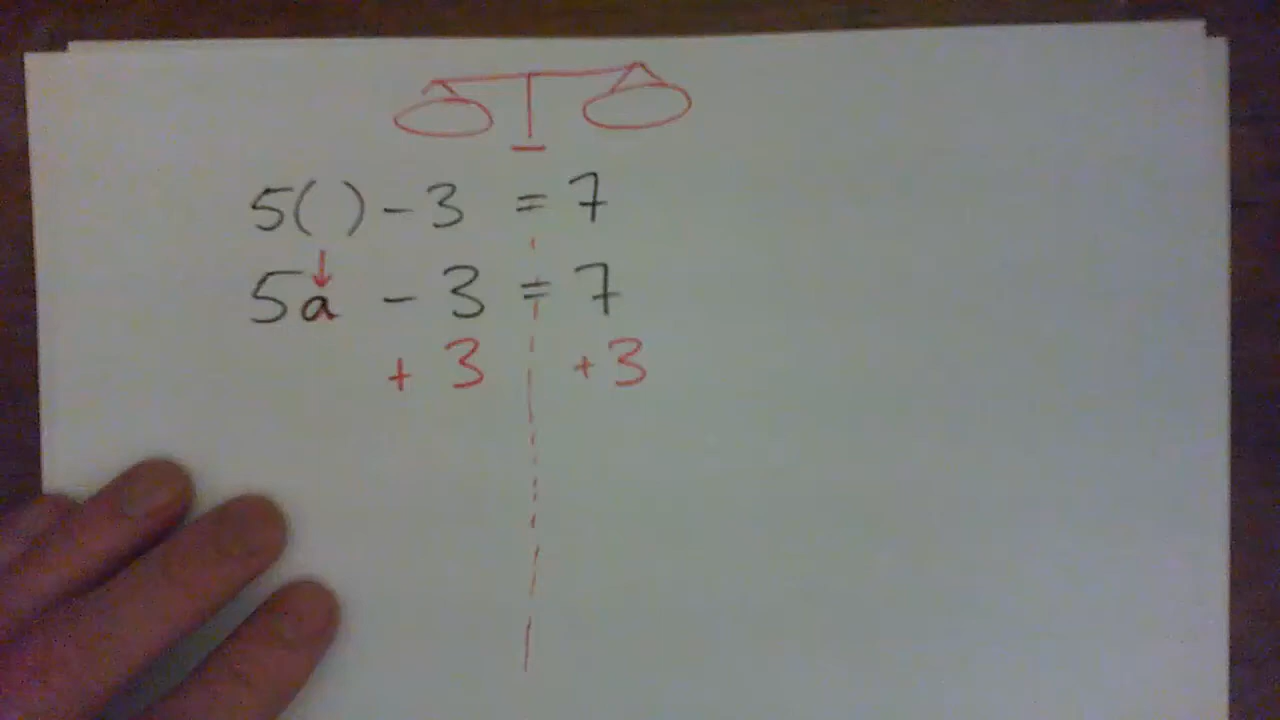 5( ) - 3 = 7
5a - 3 = 7
+ 3 + 3